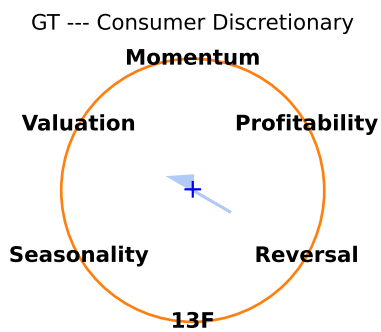 GT --- Consumer Discretionary
Momentum
Valuation
Profitability
Seasonality
Reversal
13F